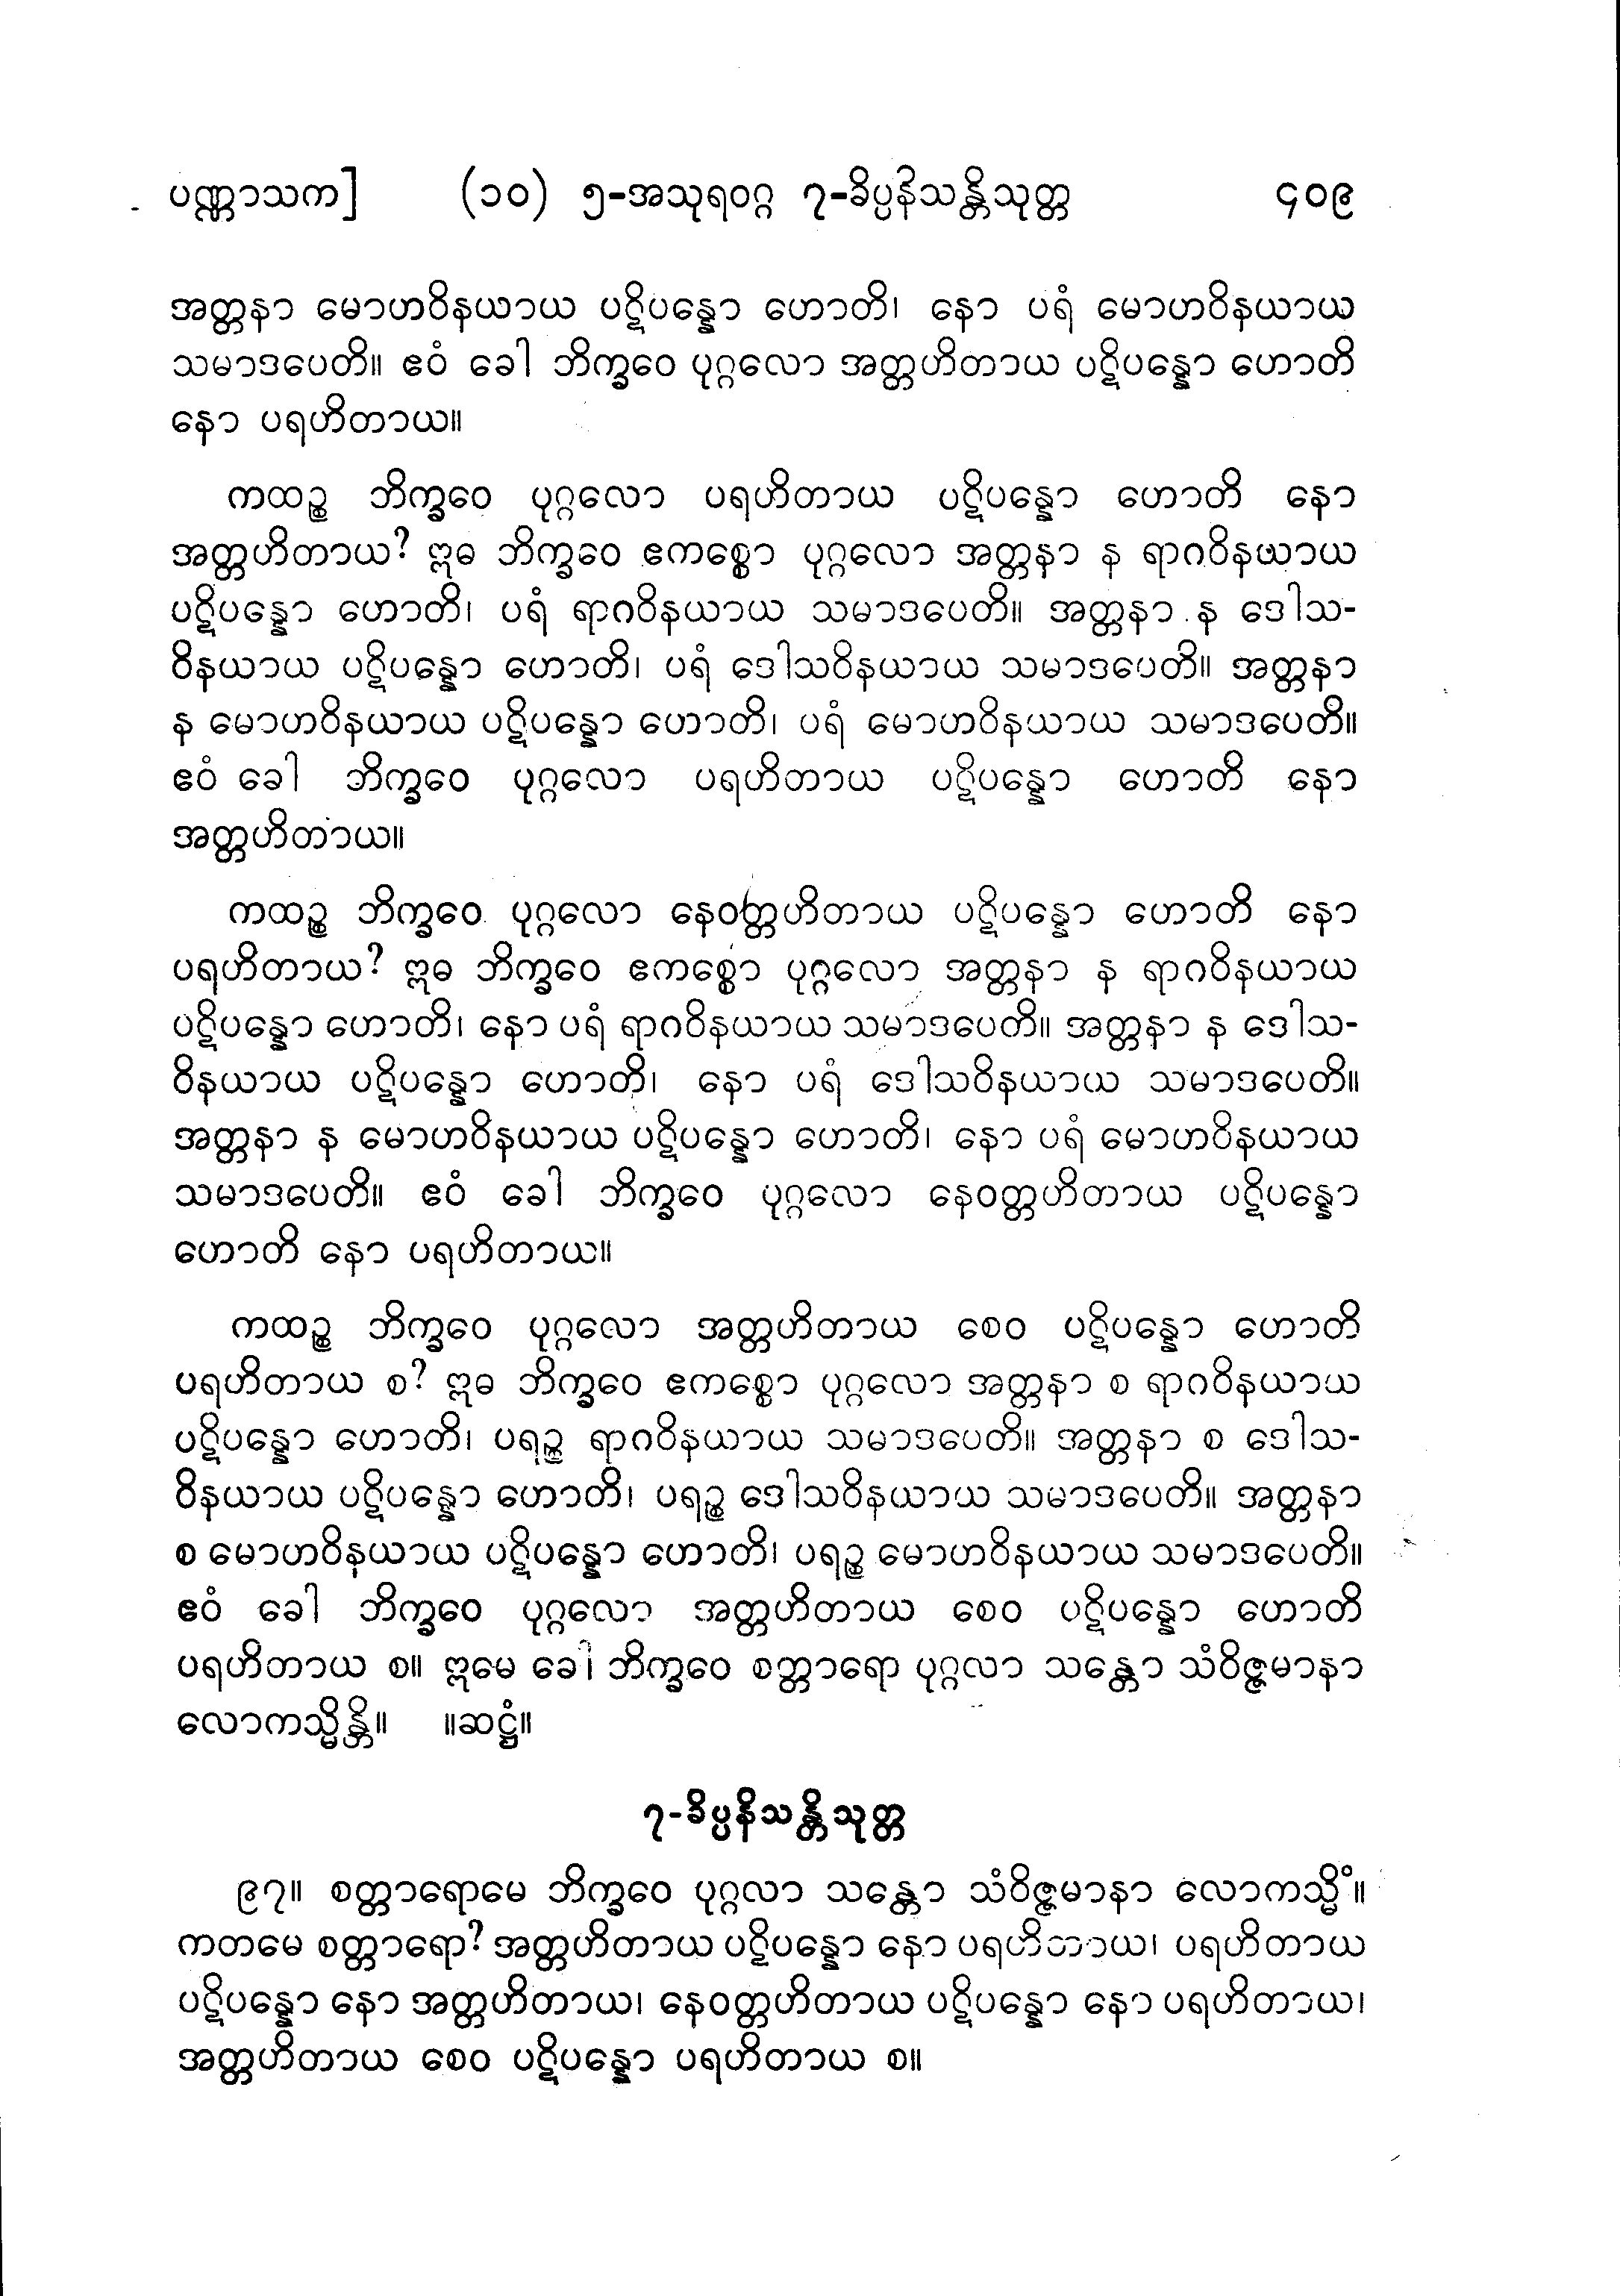 ပဏ္ဏာသက] (၁၀) ၅-အသုရဝဂ္ဂ ၇-ခိပ္ပနိသန္တိသုတ္တ ၄၀၉
အတ္တနာ မောဟဝိနယာယ ပဋိပန္နော ဟောတိ၊ နော ပရံ မောဟဝိနယာယ
သမာဒပေတိ။ ဧဝံ ခေါ ဘိက္ခဝေ ပုဂ္ဂလော အတ္တဟိတာယ ပဋိပန္နော ဟောတိ
နော ပရဟိတာယ။
ကထဉ္စ ဘိက္ခဝေ ပုဂ္ဂလော ပရဟိတာယ ပဋိပန္နော ဟောတိ နော
အတ္တဟိတာယ? ဣဓ ဘိက္ခဝေ ဧကစ္စော ပုဂ္ဂလော အတ္တနာ န ရာဂဝိနယာယ
ပဋိပန္နော ဟောတိ၊ ပရံ ရာဂဝိနယာယ သမာဒပေတိ။ အတ္တနာ န ဒေါသ-
ဝိနယာယ ပဋိပန္နော ဟောတိ၊ ပရံ ဒေါသဝိနယာယ သမာဒပေတိ။ အတ္တနာ
န မောဟဝိနယာယ ပဋိပန္နော ဟောတိ၊ ပရံ မောဟဝိနယာယ သမာဒပေတိ။
ဧဝံ ခေါ ဘိက္ခဝေ ပုဂ္ဂလော ပရဟိတာယ ပဋိပန္နော ဟောတိ နော
အတ္တဟိတာယ။
ကထဉ္စ ဘိက္ခဝေ ပုဂ္ဂလော နေဝတ္တဟိတာယ ပဋိပန္နော ဟောတိ နော
ပရဟိတာယ? ဣဓ ဘိက္ခဝေ ဧကစ္စော ပုဂ္ဂလော အတ္တနာ န ရာဂဝိနယာယ
ပဋိပန္နော ဟောတိ၊ နော ပရံ ရာဂဝိနယာယ သမာဒပေတိ။ အတ္တနာ န ဒေါသ-
ဝိနယာယ ပဋိပန္နော ဟောတိ၊ နော ပရံ ဒေါသဝိနယာယ သမာဒပေတိ။
အတ္တနာ န မောဟဝိနယာယ ပဋိပန္နော ဟောတိ၊ နော ပရံ မောဟဝိနယာယ
သမာဒပေတိ။ ဧဝံ ခေါ ဘိက္ခဝေ ပုဂ္ဂလော နေဝတ္တဟိတာယ ပဋိပန္နော
ဟောတိ နော ပရဟိတာယ။
ကထဉ္စ ဘိက္ခဝေ ပုဂ္ဂလော အတ္တဟိတာယ စေဝ ပဋိပန္နော ဟောတိ
ပရဟိတာယ စ? ဣဓ ဘိက္ခဝေ ဧကစ္စော ပုဂ္ဂလော အတ္တနာ စ ရာဂဝိနယာယ
ပဋိပန္နော ဟောတိ၊ ပရဉ္စ ရာဂဝိနယာယ သမာဒပေတိ။ အတ္တနာ စ ဒေါသ-
ဝိနယာယ ပဋိပန္နော ဟောတိ၊ ပရဉ္စ ဒေါသဝိနယာယ သမာဒပေတိ။ အတ္တနာ
စ မောဟဝိနယာယ ပဋိပန္နော ဟောတိ၊ ပရဉ္စ မောဟဝိနယာယ သမာဒပေတိ။
ဧဝံ ခေါ ဘိက္ခဝေ ပုဂ္ဂလော အတ္တဟိတာယ စေဝ ပဋိပန္နော ဟောတိ
ပရဟိတာယ စ။ ဣမေ ခေါ ဘိက္ခဝေ စတ္တာရော ပုဂ္ဂလာ သန္တော သံဝိဇ္ဇမာနာ
လောကသ္မိန္တိ။ ။ဆဋ္ဌံ။
၇-ခိပ္ပနိသန္တိသုတ္တ
၉၇။ စတ္တာရောမေ ဘိက္ခဝေ ပုဂ္ဂလာ သန္တော သံဝိဇ္ဇမာနာ လောကသ္မိံ။
ကတမေ စတ္တာရော? အတ္တဟိတာယ ပဋိပန္နော နော ပရဟိတာယ၊ ပရဟိတာယ
ပဋိပန္နော နော အတ္တဟိတာယ၊ နေဝတ္တဟိတာယ ပဋိပန္နော နော ပရဟိတာယ၊
အတ္တဟိတာယ စေဝ ပဋိပန္နော ပရဟိတာယ စ။